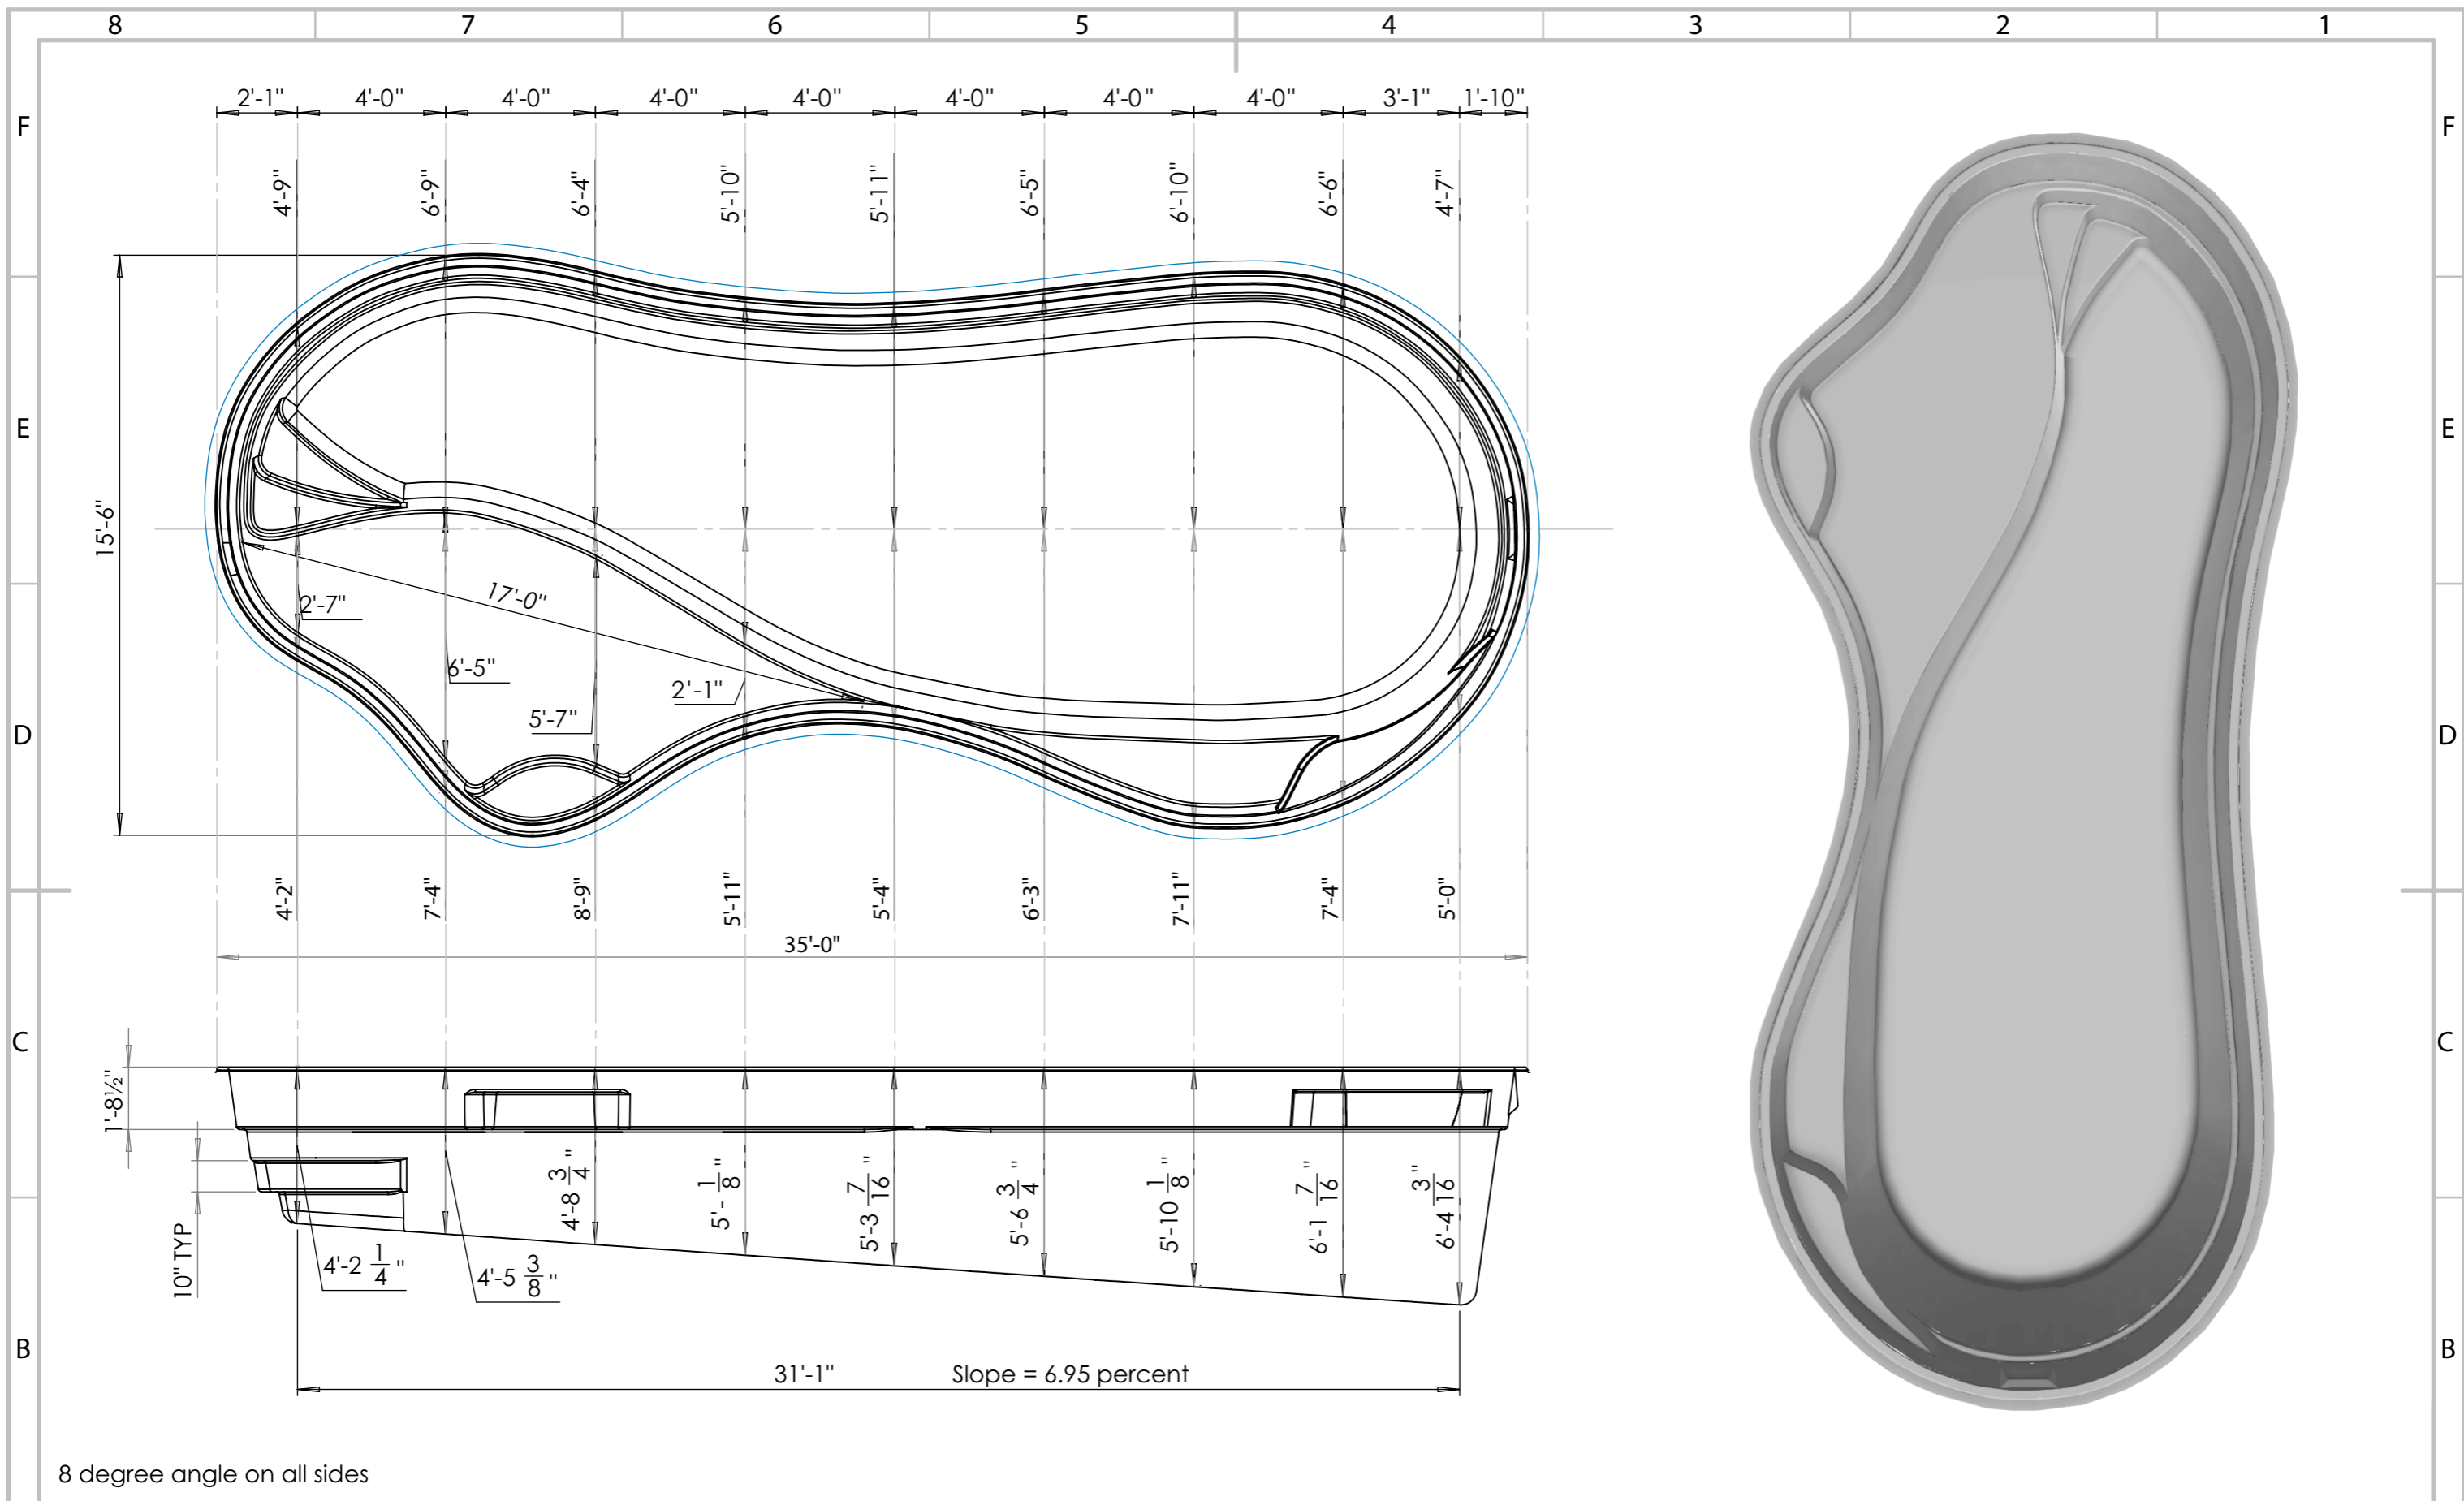 8 7 6 5 4 3 2 1
2'-1" 4'-0" 4'-0" 4'-0" 4'-0" 4'-0" 4'-0" 4'-0" 3'-1" 1'-10"
F F
4'-9" 6'-9" 6'-4" 5'-10" 5'-11" 6'-5" 6'-10" 6'-6" 4'-7"
E E
15'-6"
17'-0"
2'-7"
6'-5"
2'-1"
5'-7"
D D
4'-2" 7'-4" 8'-9" 5'-11" 5'-4" 6'-3" 7'-11" 7'-4" 5'-0"
35'-0"
C C
1'-8½"
4'-8 3/4" 5'- 1/8" 5'-3 7/16" 5'-6 3/4" 5'-10 1/8" 6'-1 7/16" 6'-4 3/16"
10" TYP
4'-2 1/4"
4'-5 3/8"
B B
31'-1" Slope = 6.95 percent
8 degree angle on all sides